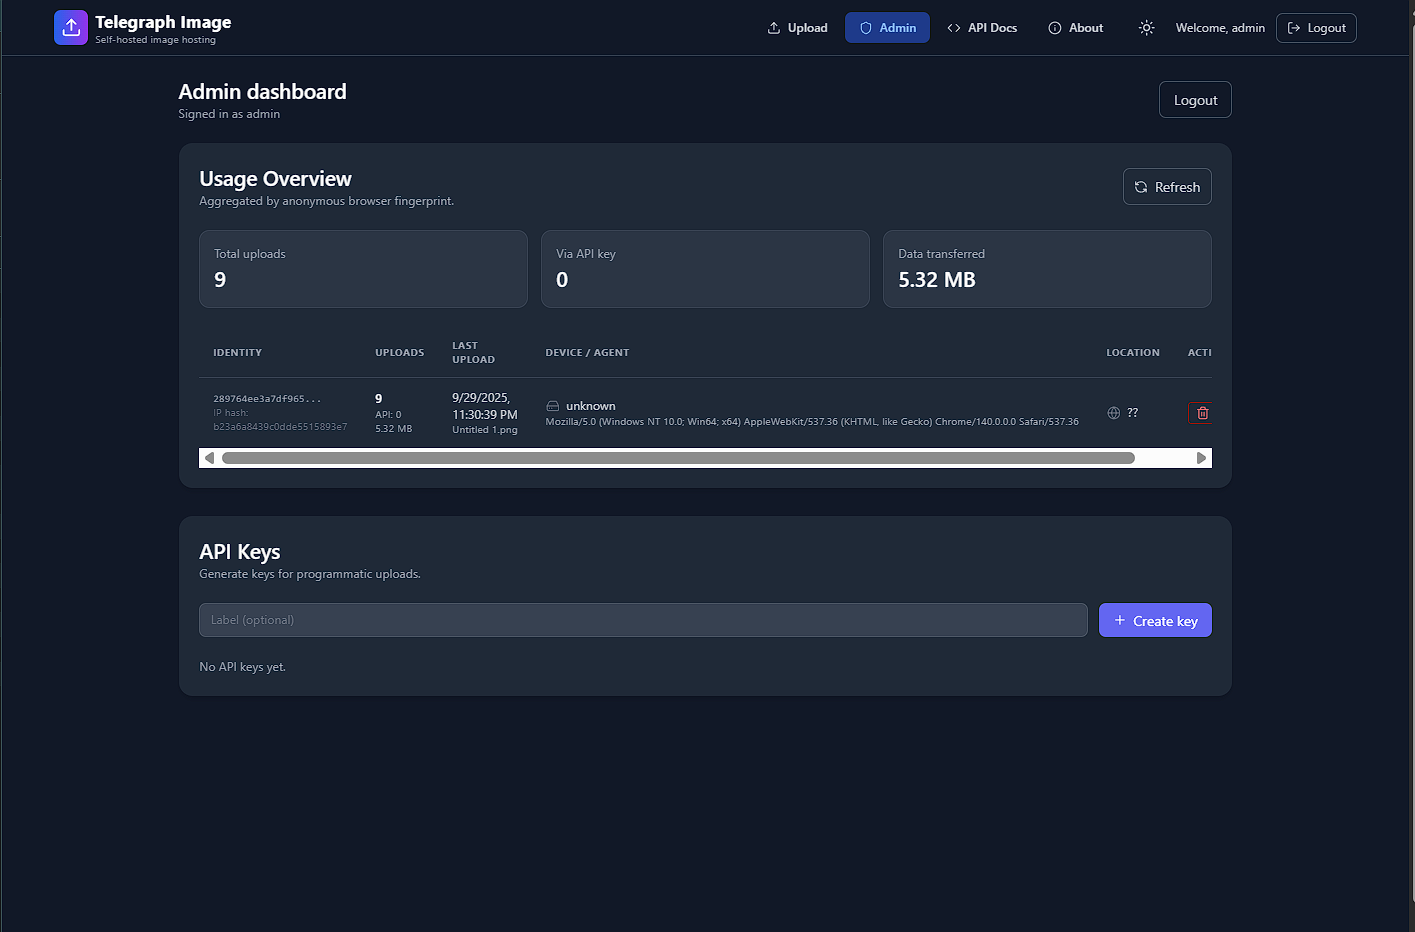 Telegraph Image
Self-hosted image hosting
Upload
Admin
API Docs
About
Welcome, admin
Logout
Admin dashboard
Signed in as admin
Logout
Usage Overview
Aggregated by anonymous browser fingerprint.
Refresh
Total uploads
9
Via API key
0
Data transferred
5.32 MB
IDENTITY
UPLOADS
LAST
UPLOAD
DEVICE / AGENT
LOCATION
ACTI
289764ee3a7df965...
IP hash:
b23a6a8439c0dde5515893e7
9
API: 0
5.32 MB
9/29/2025,
11:30:39 PM
Untitled 1.png
unknown
Mozilla/5.0 (Windows NT 10.0; Win64; x64) AppleWebKit/537.36 (KHTML, like Gecko) Chrome/140.0.0.0 Safari/537.36
??
API Keys
Generate keys for programmatic uploads.
Label (optional)
+ Create key
No API keys yet.